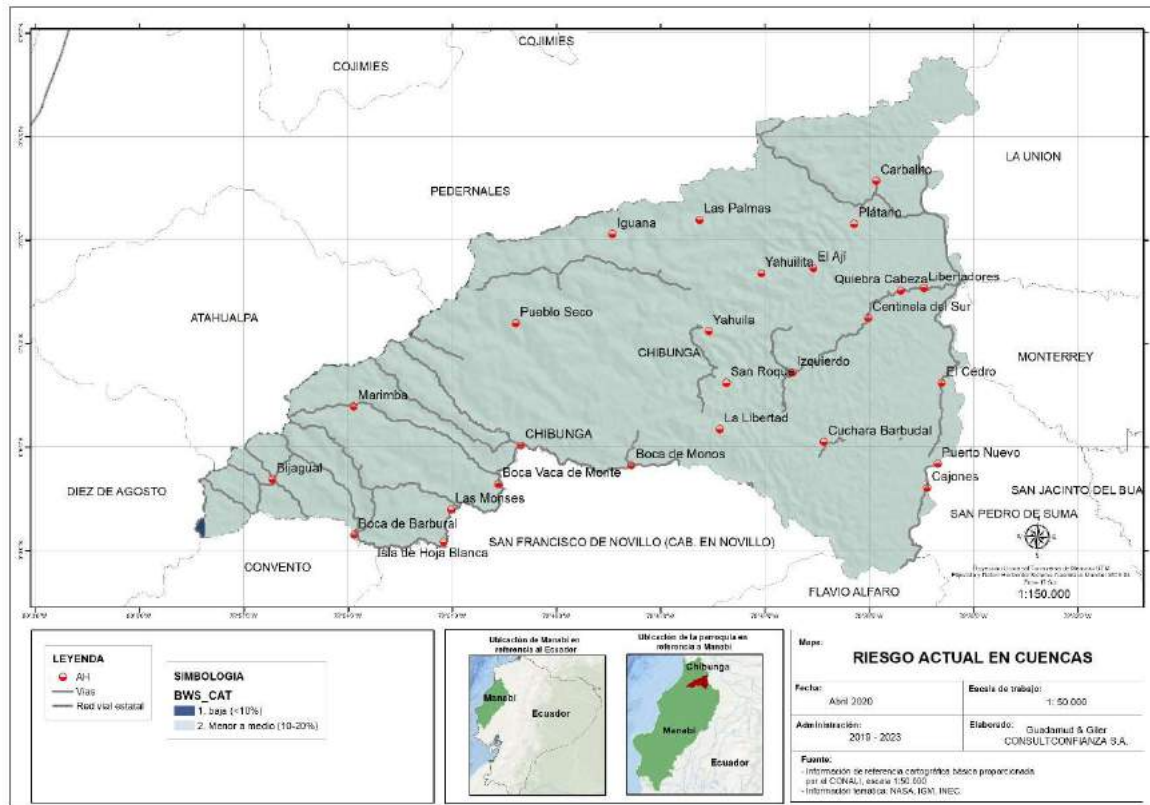 COJIMIES
COJIMIES
LA UNION
Carbalito
PEDERNALES
Las Palmas
Plátano
Iguana
El Ají
Yahuilita
Quiebra Cabeza
Libertadores
Centinela del Sur
ATAHUALPA
Pueblo Seco
Yahuila
CHIBUNGA
MONTERREY
Izquierdo
San Roque
El Cedro
Marimba
La Libertad
CHIBUNGA
Cuchara Barbudal
Boca de Monos
Puerto Nuevo
Bijagual
Boca Vaca de Monte
Cajones
DIEZ DE AGOSTO
Las Monses
SAN JACINTO DEL BUA
SAN PEDRO DE SUMA
Boca de Barbural
Isla de Hoja Blanca
SAN FRANCISCO DE NOVILLO (CAB. EN NOVILLO)
CONVENTO
FLAVIO ALFARO
1:150.000
LEYENDA
AH
Vias
Red vial estatal
SIMBOLOGIA
BWS_CAT
1. baja (<10%)
2. Menor a medio (10-20%)
Ubicación de Manabí en
referencia al Ecuador
Manabí
Ecuador
Ubicación de la parroquia en
referencia a Manabí
Chibunga
Manabí
Ecuador
Mapa:
RIESGO ACTUAL EN CUENCAS
Fecha:
Abril 2020
Escala de trabajo:
1: 50 000
Administración:
2019 - 2023
Elaborado:
Guadamud & Giler
CONSULTCONFIANZA S.A.
Fuente:
- Información de referencia cartográfica básica proporcionada
por el CONALI, escala 1:50.000
- Información temática: NASA, IGM, INEC.